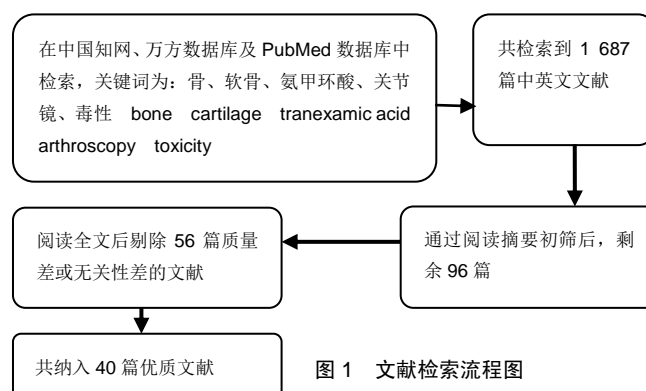 在中国知网、万方数据库及 PubMed 数据库中
检索，关键词为：骨、软骨、氨甲环酸、关节
镜、毒性 bone cartilage tranexamic acid
arthroscopy toxicity
共检索到 1 687
篇中英文文献
通过阅读摘要初筛后，剩
余 96 篇
阅读全文后剔除 56 篇质量
差或无关性差的文献
共纳入 40 篇优质文献
图 1 文献检索流程图